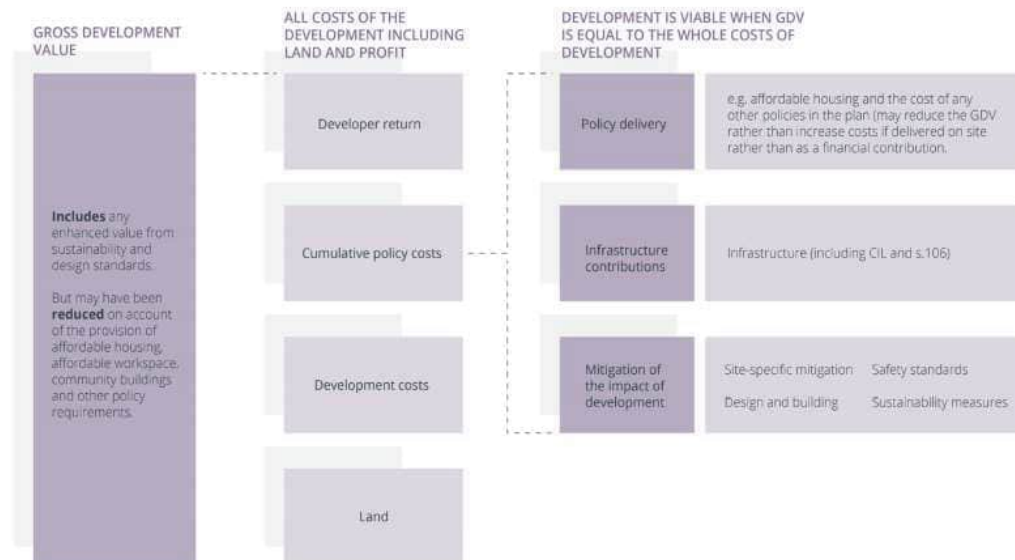 GROSS DEVELOPMENT
VALUE
Includes any
enhanced value from
sustainability and
design standards.
But may have been
reduced on account
of the provision of
affordable housing,
affordable workspace,
community buildings
and other policy
requirements.
ALL COSTS OF THE
DEVELOPMENT INCLUDING
LAND AND PROFIT
Developer return
Cumulative policy costs
Development costs
Land
DEVELOPMENT IS VIABLE WHEN GDV
IS EQUAL TO THE WHOLE COSTS OF
DEVELOPMENT
Policy delivery
e.g. affordable housing and the cost of any
other policies in the plan (may reduce the GDV
rather than increase costs if delivered on site
rather than as a financial contribution.
Infrastructure
contributions
Infrastructure (including CIL and s.106)
Mitigation of
the impact of
development
Site-specific mitigation
Safety standards
Design and building
Sustainability measures